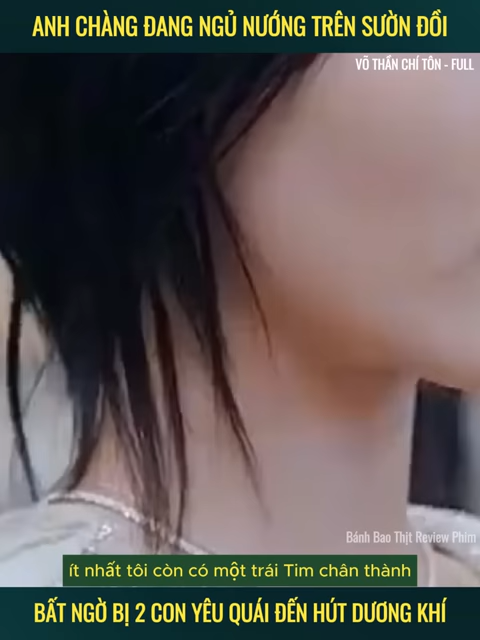 ANH CHÀNG ĐANG NGỦ NƯỚNG TRÊN SƯỜN ĐỒI
VÕ THẦN CHÍ TÔN - FULL
Bánh Bao Thịt Review Phim
ít nhất tôi còn có một trái Tim chân thành
BẤT NGỜ BỊ 2 CON YÊU QUÁI ĐẾN HÚT DƯƠNG KHÍ